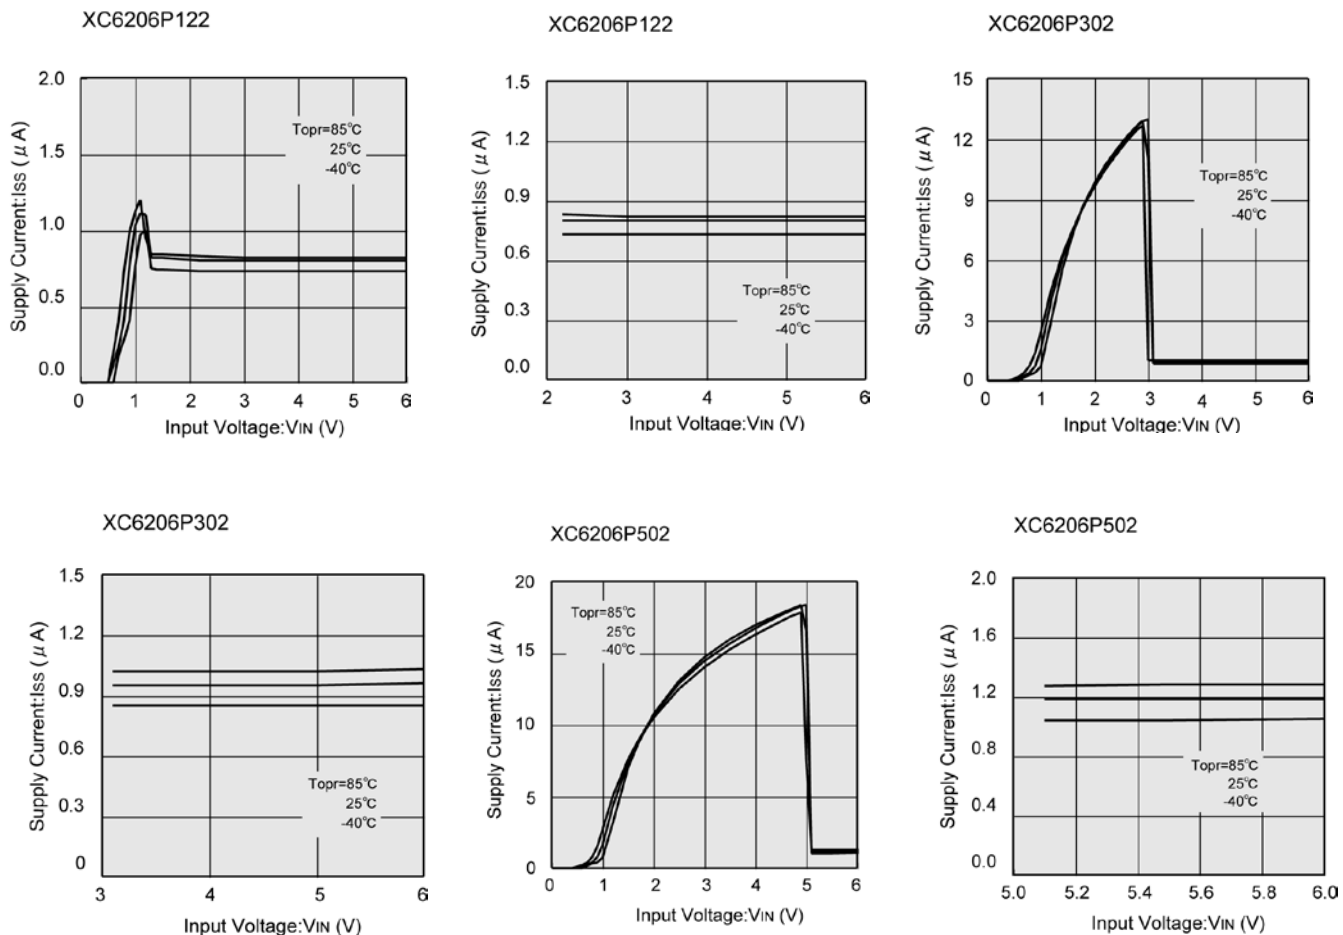 XC6206P122
2.0
1.5
1.0
0.5
0.0
0 1 2 3 4 5 6
Supply Current:Iss (μA)
Topr=85℃
25℃
-40℃
Input Voltage:VIN (V)
XC6206P122
1.5
1.2
0.9
0.6
0.3
0.0
2 3 4 5 6
Supply Current:Iss (μA)
Topr=85℃
25℃
-40℃
Input Voltage:VIN (V)
XC6206P302
15
12
9
6
3
0
0 1 2 3 4 5 6
Supply Current:Iss (μA)
Topr=85℃
25℃
-40℃
Input Voltage:VIN (V)
XC6206P302
1.5
1.2
0.9
0.6
0.3
0
3 4 5 6
Supply Current:Iss (μA)
Topr=85℃
25℃
-40℃
Input Voltage:VIN (V)
XC6206P502
20
15
10
5
0
0 1 2 3 4 5 6
Supply Current:Iss (μA)
Topr=85℃
25℃
-40℃
Input Voltage:VIN (V)
XC6206P502
2.0
1.6
1.2
0.8
0.4
0.0
5.0 5.2 5.4 5.6 5.8 6.0
Supply Current:Iss (μA)
Topr=85℃
25℃
-40℃
Input Voltage:VIN (V)